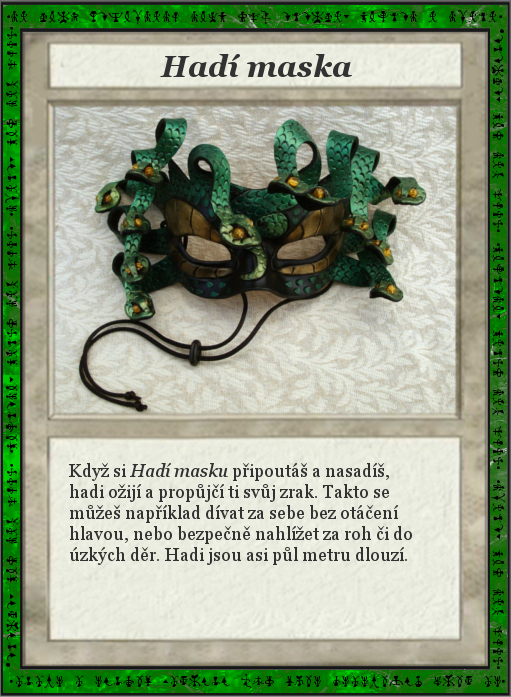 Hadí maska
Když si Hadí masku připoutáš a nasadíš,
hadi ožijí a propůjčí ti svůj zrak. Takto se
můžeš například dívat za sebe bez otáčení
hlavou, nebo bezpečně nahlížet za roh či do
úzkých děr. Hadi jsou asi půl metru dlouzí.